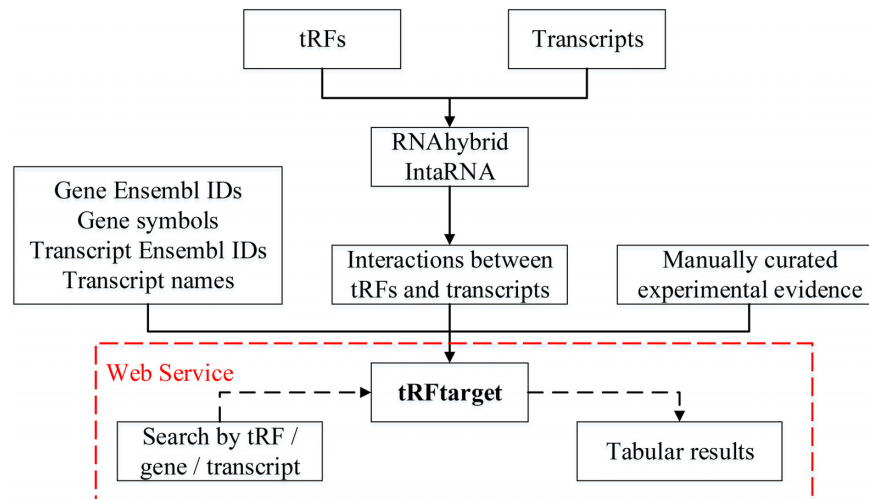 tRFs
Transcripts
RNAhybrid
IntaRNA
Gene Ensembl IDs
Gene symbols
Transcript Ensembl IDs
Transcript names
Interactions between
tRFs and transcripts
Manually curated
experimental evidence
Web Service
tRFtarget
Search by tRF /
gene / transcript
Tabular results